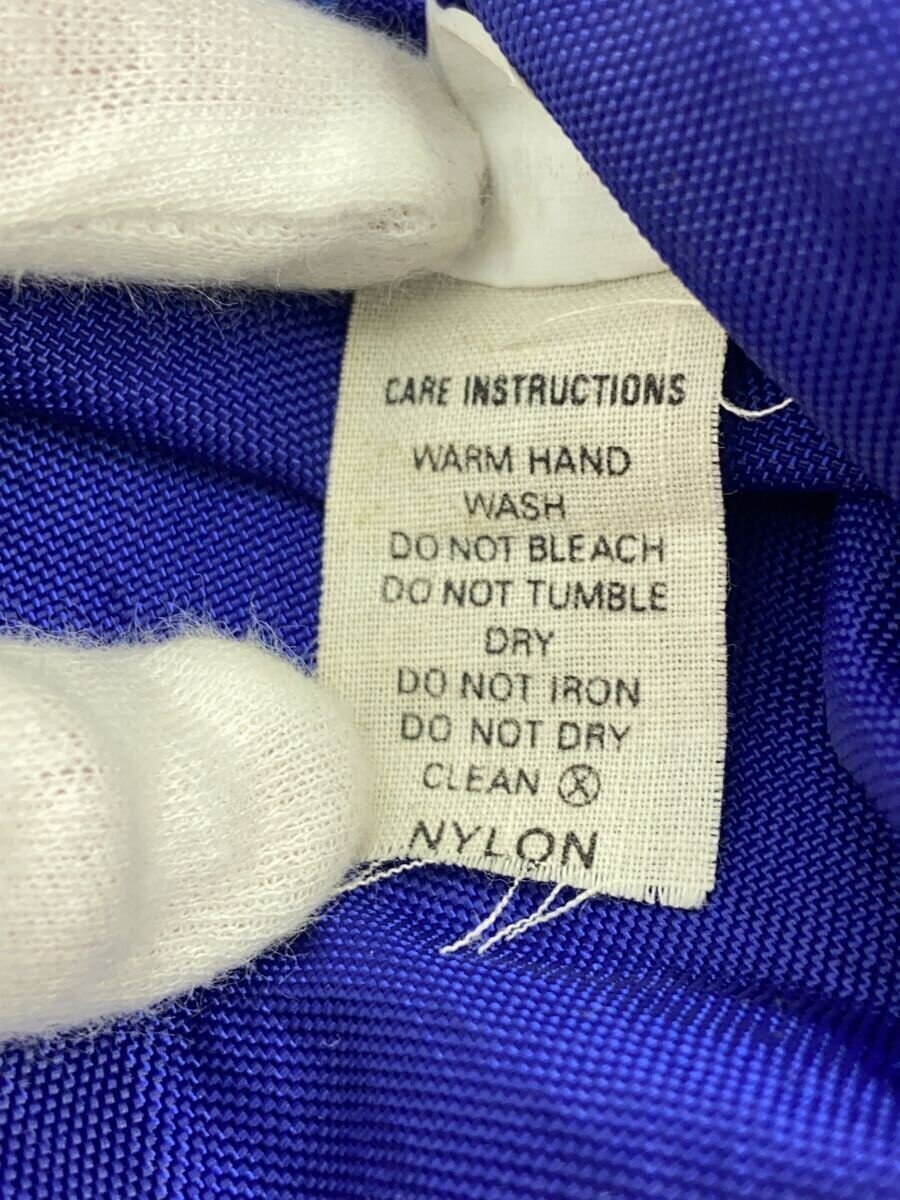 CARE INSTRUCTIONS
WARM HAND
WASH
DO NOT BLEACH
DO NOT TUMBLE
DRY
DO NOT IRON
DO NOT DRY
CLEAN Ⓧ
NYLON